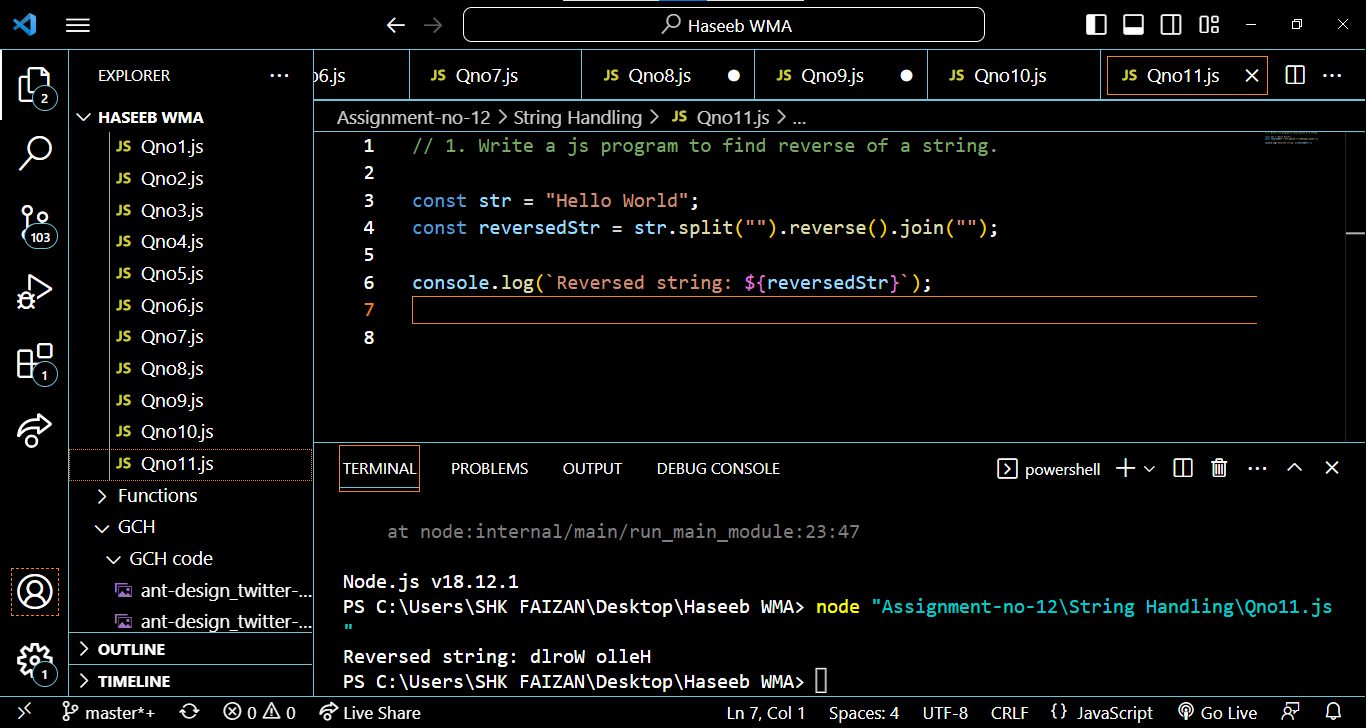 Haseeb WMA
2
103
1
1
EXPLORER ...
HASEEB WMA
JS Qno1.js
JS Qno2.js
JS Qno3.js
JS Qno4.js
JS Qno5.js
JS Qno6.js
JS Qno7.js
JS Qno8.js
JS Qno9.js
JS Qno10.js
JS Qno11.js
Functions
GCH
GCH code
ant-design_twitter-...
ant-design_twitter-...
OUTLINE
TIMELINE
o6.js JS Qno7.js JS Qno8.js JS Qno9.js JS Qno10.js JS Qno11.js ...
Assignment-no-12 > String Handling > JS Qno11.js > ...
1 // 1. Write a js program to find reverse of a string.
2
3 const str = "Hello World";
4 const reversedStr = str.split("").reverse().join("");
5
6 console.log(`Reversed string: ${reversedStr}`);
7
8
TERMINAL PROBLEMS OUTPUT DEBUG CONSOLE powershell ...
at node:internal/main/run_main_module:23:47
Node.js v18.12.1
PS C:\Users\SHK FAIZAN\Desktop\Haseeb WMA> node "Assignment-no-12\String Handling\Qno11.js
"
Reversed string: dlroW olleH
PS C:\Users\SHK FAIZAN\Desktop\Haseeb WMA>
master*+ 0 0 Live Share Ln 7, Col 1 Spaces: 4 UTF-8 CRLF {} JavaScript Go Live